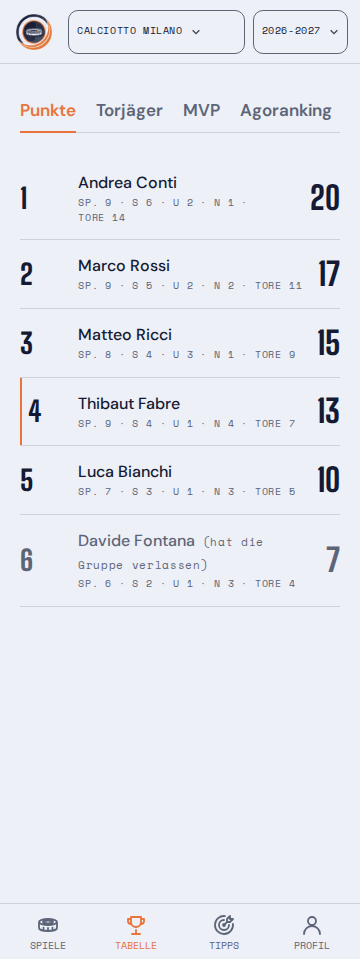 CALCIOTTO MILANO
2026-2027
Punkte Torjäger MVP Agoranking
1 Andrea Conti 20
SP. 9 · S 6 · U 2 · N 1 ·
TORE 14
2 Marco Rossi 17
SP. 9 · S 5 · U 2 · N 2 · TORE 11
3 Matteo Ricci 15
SP. 8 · S 4 · U 3 · N 1 · TORE 9
4 Thibaut Fabre 13
SP. 9 · S 4 · U 1 · N 4 · TORE 7
5 Luca Bianchi 10
SP. 7 · S 3 · U 1 · N 3 · TORE 5
6 Davide Fontana (hat die 7
Gruppe verlassen)
SP. 6 · S 2 · U 1 · N 3 · TORE 4
SPIELE TABELLE TIPPS PROFIL